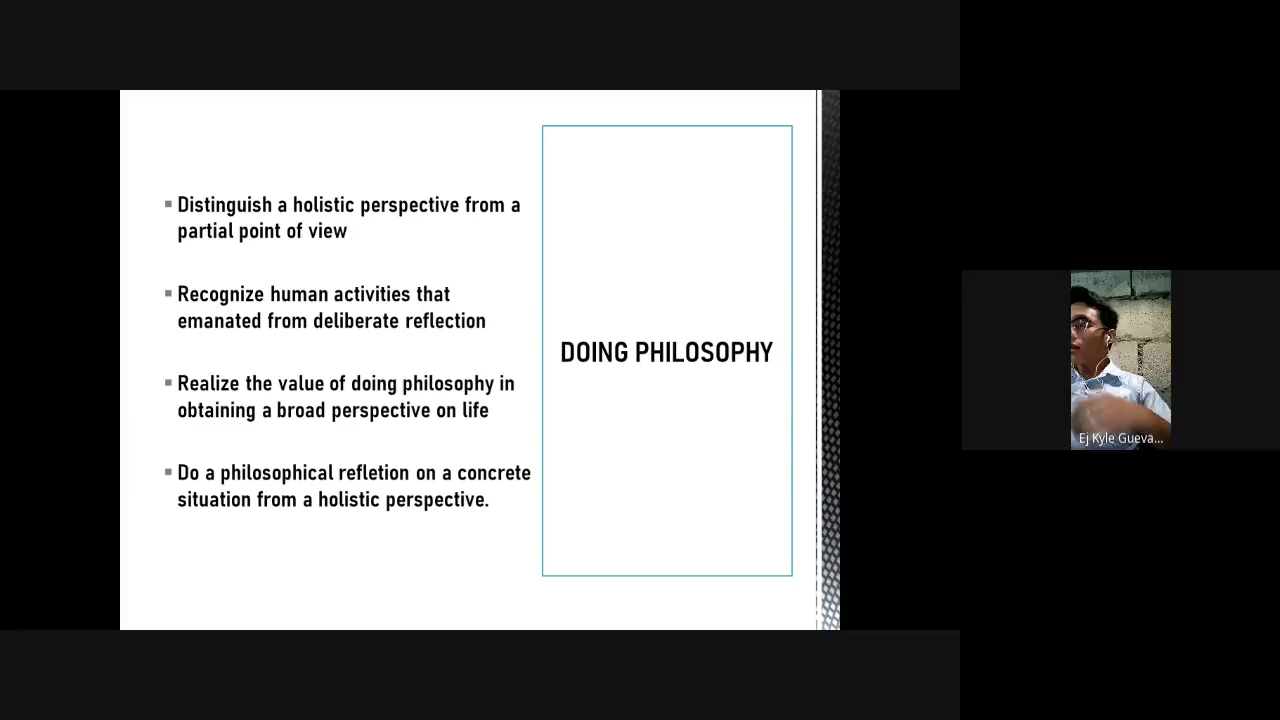 ▪ Distinguish a holistic perspective from a
partial point of view
▪ Recognize human activities that
emanated from deliberate reflection
▪ Realize the value of doing philosophy in
obtaining a broad perspective on life
▪ Do a philosophical refletion on a concrete
situation from a holistic perspective.
DOING PHILOSOPHY
Ej Kyle Gueva...